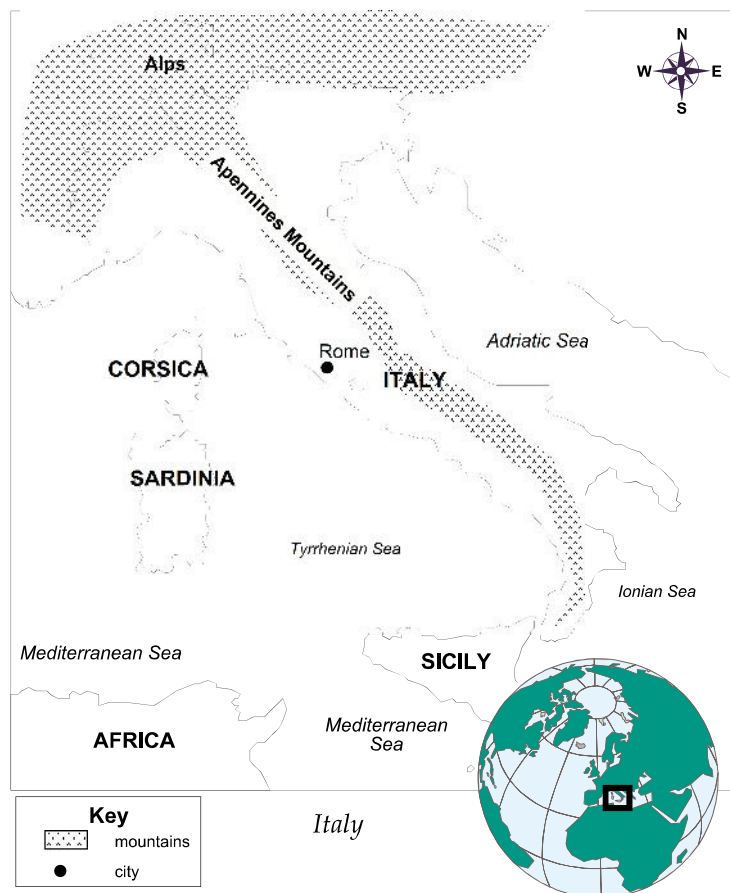 N
Alps
W E
S
Apennines Mountains
Rome
Adriatic Sea
CORSICA
ITALY
SARDINIA
Tyrrhenian Sea
Ionian Sea
Mediterranean Sea
SICILY
Mediterranean
Sea
AFRICA
Key
mountains
city
Italy